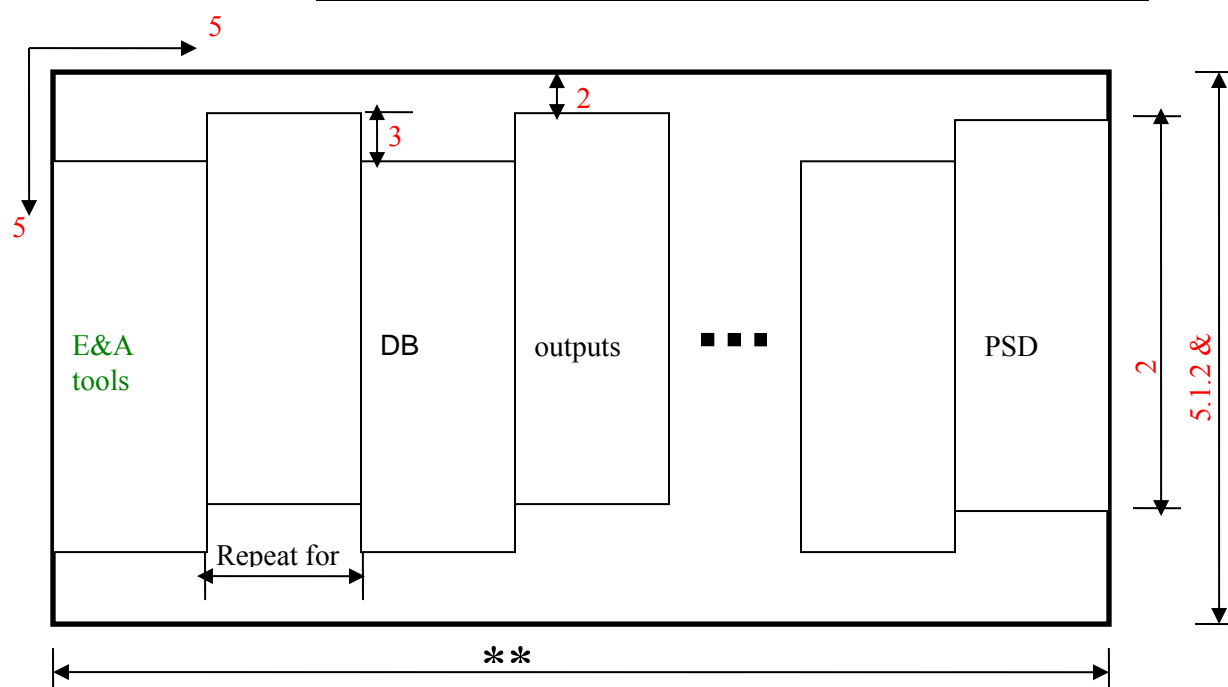 5
2
3
5
E&A
tools
DB
outputs
...
PSD
2
5.1.2 &
Repeat for
**